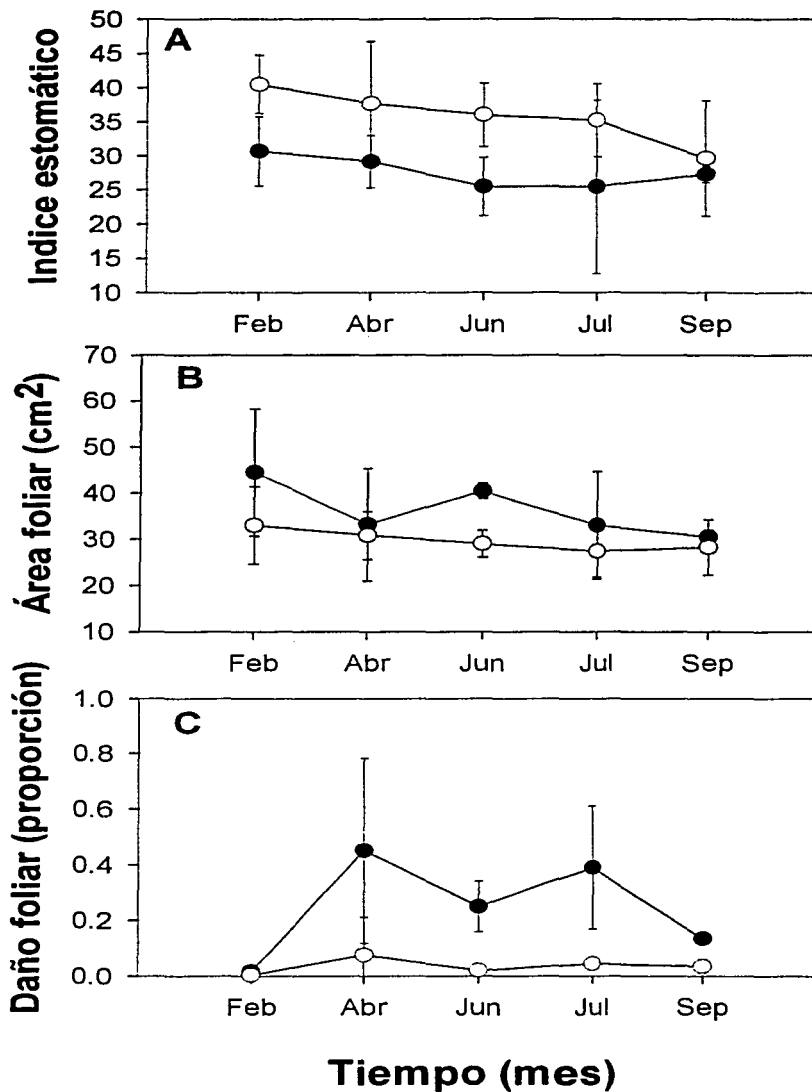 A
Indice estomático
50
45
40
35
30
25
20
15
10
Feb Abr Jun Jul Sep
B
Área foliar (cm2)
70
60
50
40
30
20
10
Feb Abr Jun Jul Sep
C
Daño foliar (proporción)
1.0
0.8
0.6
0.4
0.2
0.0
Feb Abr Jun Jul Sep
Tiempo (mes)